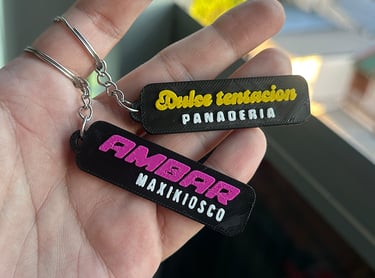 Dulce tentacion
PANADERIA
AMBAR
MAXIKIOSCO